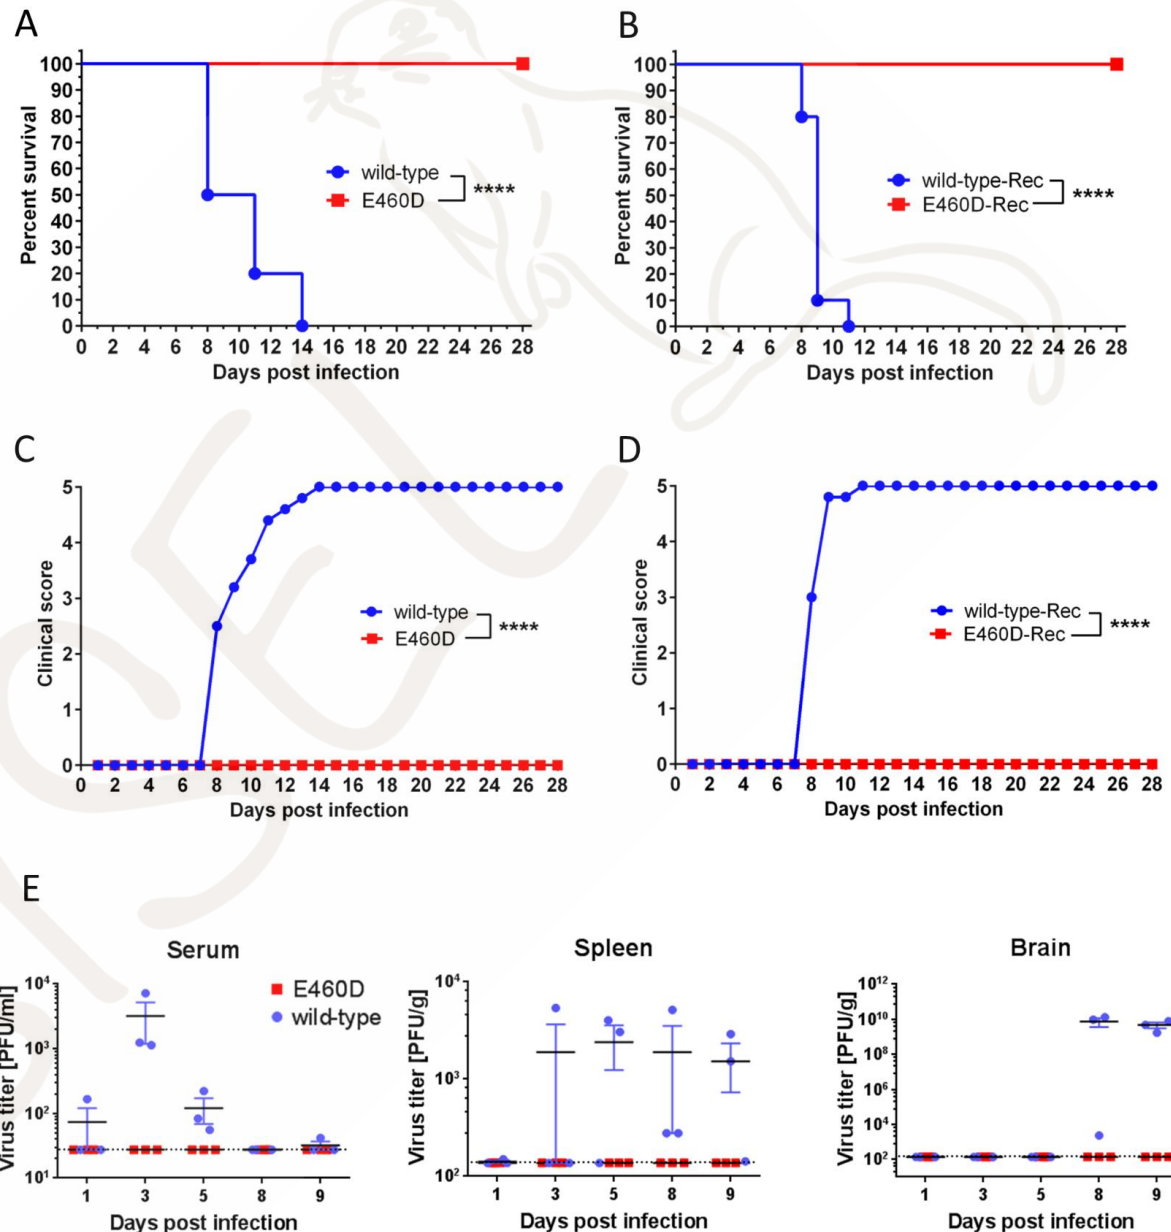 A
B
100
90
80
70
60
50
40
30
20
10
0
Percent survival
wild-type
E460D
****
0 2 4 6 8 10 12 14 16 18 20 22 24 26 28
Days post infection
100
90
80
70
60
50
40
30
20
10
0
Percent survival
wild-type-Rec
E460D-Rec
****
0 2 4 6 8 10 12 14 16 18 20 22 24 26 28
Days post infection
C
D
5
4
3
2
1
0
Clinical score
wild-type
E460D
****
0 2 4 6 8 10 12 14 16 18 20 22 24 26 28
Days post infection
5
4
3
2
1
0
Clinical score
wild-type-Rec
E460D-Rec
****
0 2 4 6 8 10 12 14 16 18 20 22 24 26 28
Days post infection
E
Serum
Virus titer [PFU/ml]
10⁴
10³
10²
10¹
E460D
wild-type
1 3 5 8 9
Days post infection
Spleen
Virus titer [PFU/g]
10⁴
10³
10²
1 3 5 8 9
Days post infection
Brain
Virus titer [PFU/g]
10¹²
10¹⁰
10⁸
10⁶
10⁴
10²
1 3 5 8 9
Days post infection